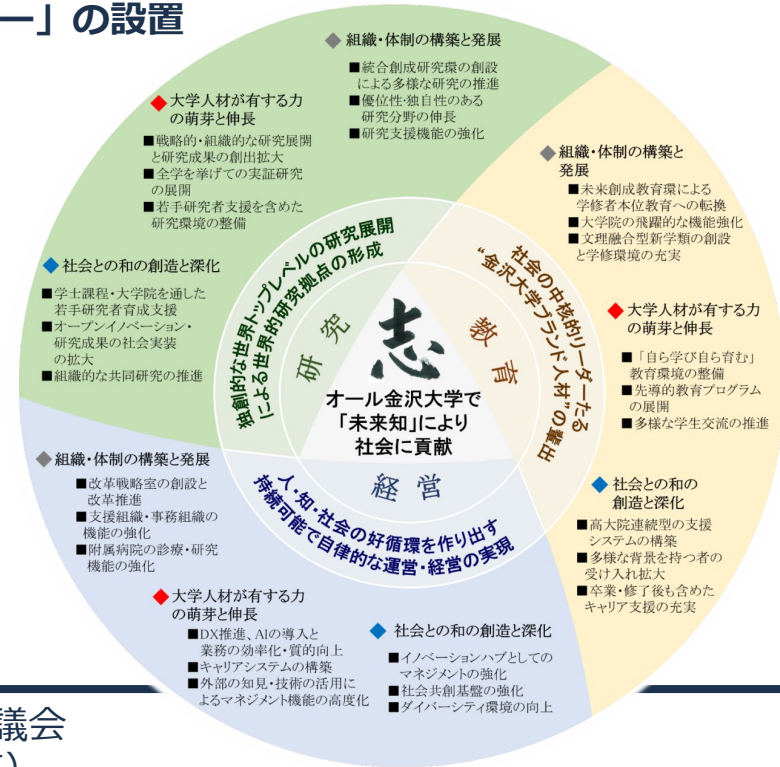 ー」の設置
◆ 組織・体制の構築と発展
■統合創成研究環の創設
による多様な研究の推進
■優位性・独自性のある
研究分野の伸長
■研究支援機能の強化
◆ 大学人材が有する力
の萌芽と伸長
■戦略的・組織的な研究展開
と研究成果の創出拡大
■全学を挙げての実証研究
の展開
■若手研究者支援を含めた
研究環境の整備
◆ 社会との和の創造と深化
■学士課程・大学院を通した
若手研究者育成支援
■オープンイノベーション・
研究成果の社会実装
の拡大
■組織的な共同研究の推進
◆ 組織・体制の構築と
発展
■未来創成教育環による
学修者本位教育への転換
■大学院の飛躍的な機能強化
■文理融合型新学類の創設
と学修環境の充実
◆ 大学人材が有する力
の萌芽と伸長
■「自ら学び自ら育む」
教育環境の整備
■先導的教育プログラム
の展開
■多様な学生交流の推進
◆ 社会との和の
創造と深化
■高大院連続型の支援
システムの構築
■多様な背景を持つ者の
受け入れ拡大
■卒業・修了後も含めた
キャリア支援の充実
独創的な世界トップレベルの研究展開
による世界的研究拠点の形成
社会の中核的リーダーたる
“金沢大学ブランド人材”の輩出
研究
教育
志
オール金沢大学で
「未来知」により
社会に貢献
経営
人・知・社会の好循環を作り出す
持続可能で自律的な運営・経営の実現
◆ 組織・体制の構築と発展
■改革戦略室の創設と
改革推進
■支援組織・事務組織の
機能の強化
■附属病院の診療・研究
機能の強化
◆ 大学人材が有する力
の萌芽と伸長
■DX推進、AIの導入と
業務の効率化・質的向上
■キャリアシステムの構築
■外部の知見・技術の活用に
よるマネジメント機能の高度化
◆ 社会との和の創造と深化
■イノベーションハブとしての
マネジメントの強化
■社会共創基盤の強化
■ダイバーシティ環境の向上
議会